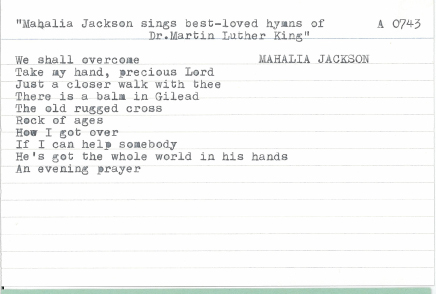 "Mahalia Jackson sings best-loved hymns of A 0743
Dr.Martin Luther King"
We shall overcome MAHALIA JACKSON
Take my hand, precious Lord
Just a closer walk with thee
There is a balm in Gilead
The old rugged cross
Rock of ages
How I got over
If I can help somebody
He's got the whole world in his hands
An evening prayer